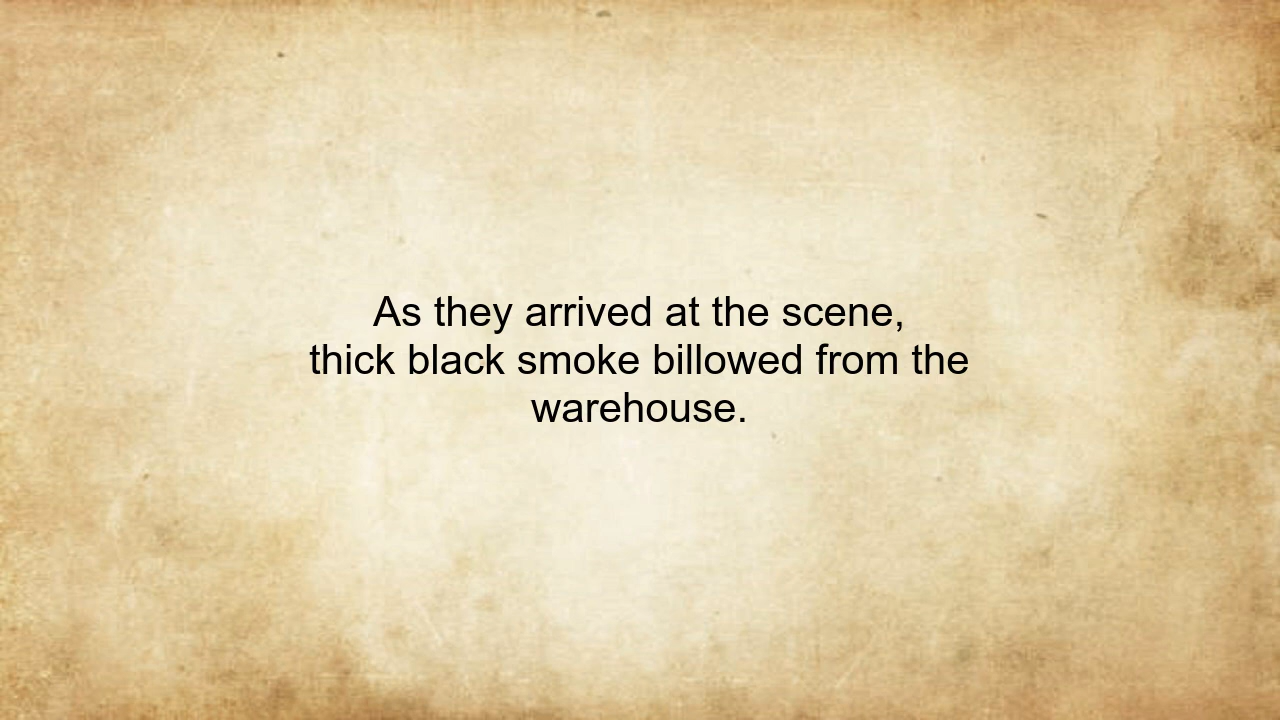 As they arrived at the scene,
thick black smoke billowed from the
warehouse.